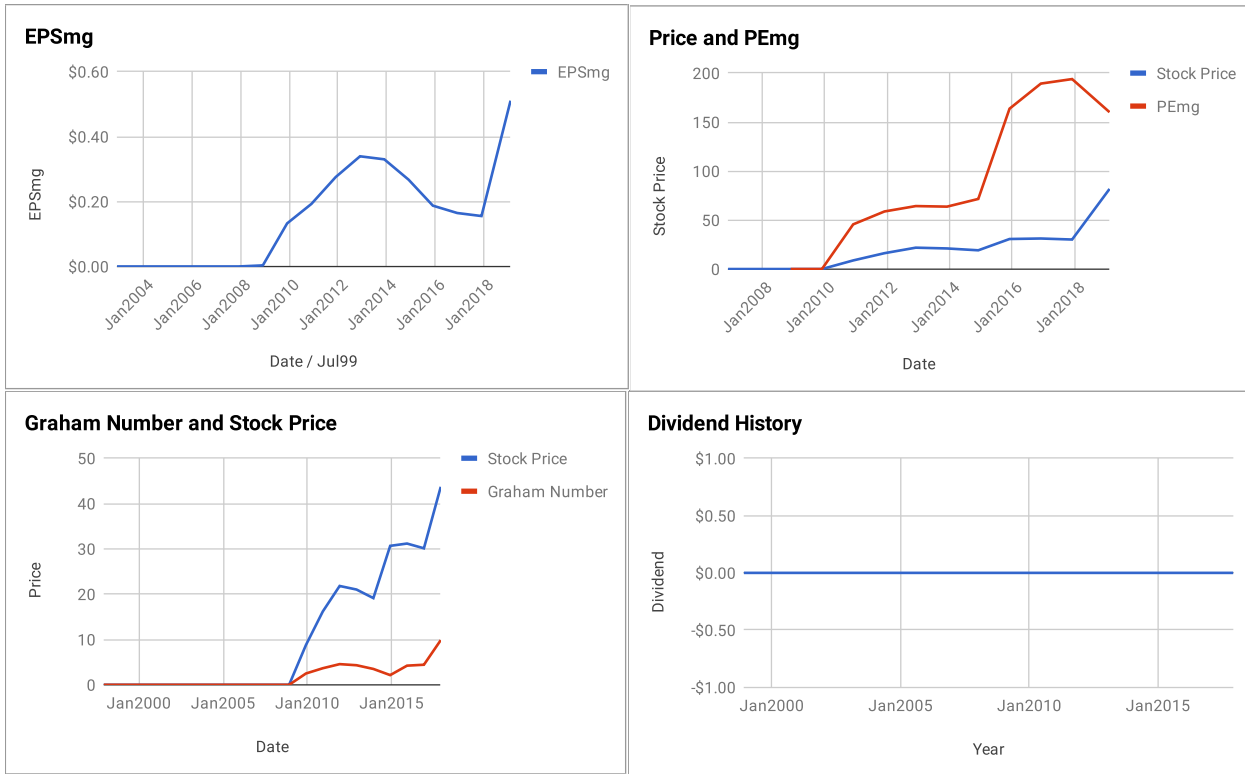 EPSmg
$0.60
$0.40
$0.20
$0.00
EPSmg
EPSmg
Jan2004
Jan2006
Jan2008
Jan2010
Jan2012
Jan2014
Jan2016
Jan2018
Date / Jul99
Price and PEmg
200
150
100
50
0
Stock Price
Stock Price
PEmg
Jan2008
Jan2010
Jan2012
Jan2014
Jan2016
Jan2018
Date
Graham Number and Stock Price
50
40
30
20
10
0
Price
Stock Price
Graham Number
Jan2000
Jan2005
Jan2010
Jan2015
Date
Dividend History
$1.00
$0.50
$0.00
-$0.50
-$1.00
Dividend
Jan2000
Jan2005
Jan2010
Jan2015
Year